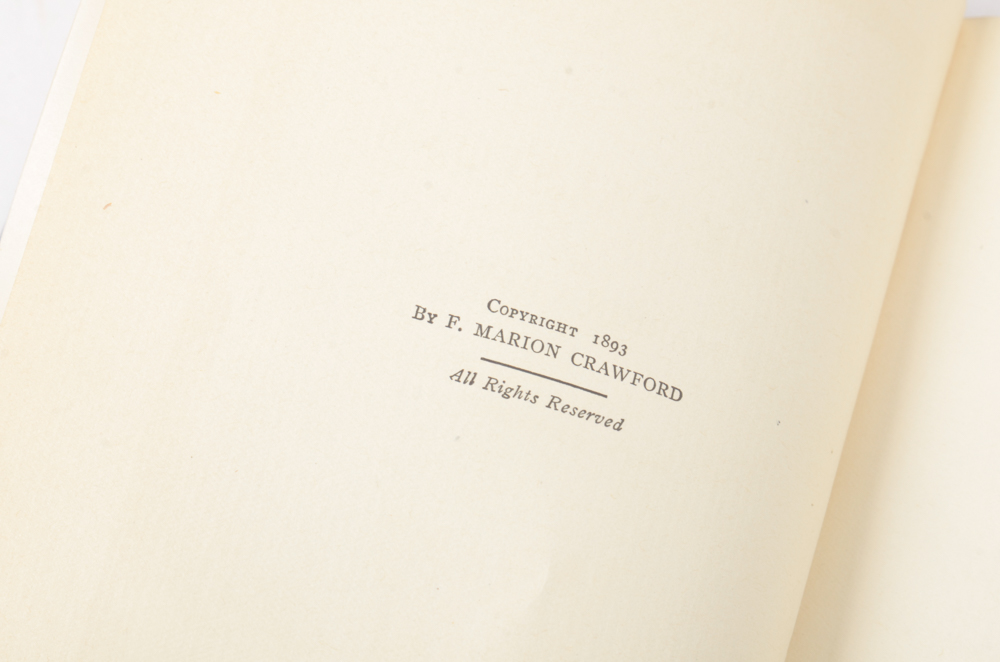 Copyright 1893
By F. MARION CRAWFORD
All Rights Reserved